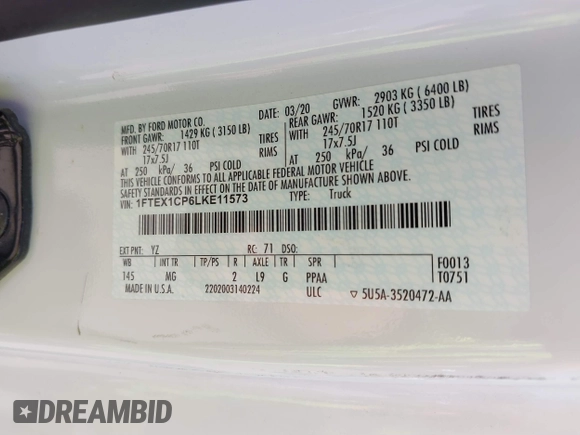 MFD. BY FORD MOTOR CO.
DATE: 03/20 GVWR: 2903 KG ( 6400 LB)
FRONT GAWR: 1429 KG ( 3150 LB) REAR GAWR: 1520 KG ( 3350 LB)
WITH 245/70R17 110T TIRES WITH 245/70R17 110T TIRES
17x7.5J RIMS 17x7.5J RIMS
AT 250 kPa/ 36 PSI COLD AT 250 kPa/ 36 PSI COLD
THIS VEHICLE CONFORMS TO ALL APPLICABLE FEDERAL MOTOR VEHICLE
SAFETY AND THEFT PREVENTION STANDARDS IN EFFECT ON THE DATE OF MANUFACTURE SHOWN ABOVE.
VIN: 1FTEX1CP6LKE11573 TYPE: Truck
EXT PNT: YZ RC: 71 DSO: F0013
WB INT TR TP/PS R AXLE TR SPR T0751
145 MG 2 L9 G PPAA
MADE IN U.S.A. 2202003140224 ULC ▽ 5U5A-3520472-AA
DREAMBID